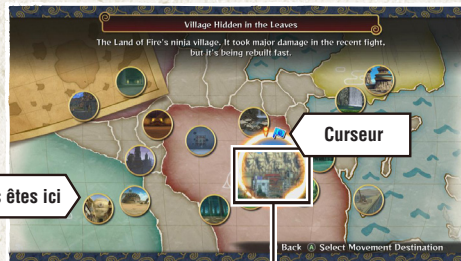 Village Hidden in the Leaves
The Land of Fire's ninja village. It took major damage in the recent fight,
but it's being rebuilt fast.
Curseur
êtes ici
Back A Select Movement Destination